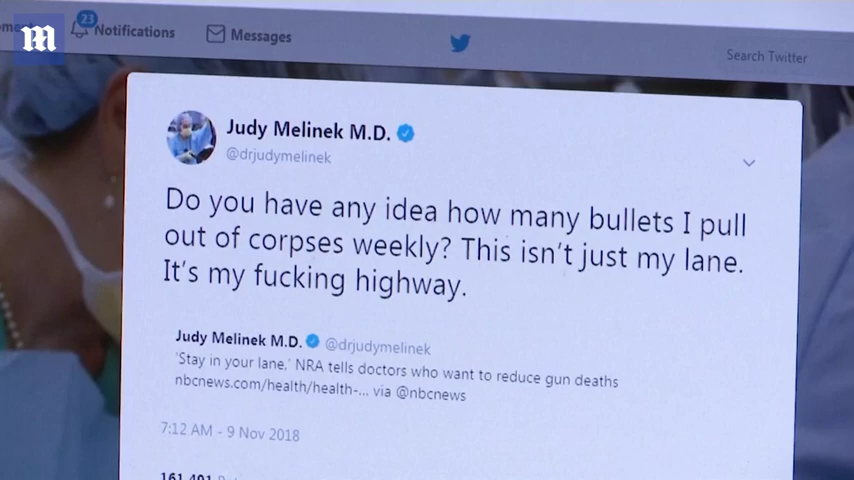 Notifications
Messages
Search Twitter
Judy Melinek M.D.
@drjudymelinek
Do you have any idea how many bullets I pull
out of corpses weekly? This isn't just my lane.
It's my fucking highway.
Judy Melinek M.D. @drjudymelinek
'Stay in your lane,' NRA tells doctors who want to reduce gun deaths
nbcnews.com/health/health-... via @nbcnews
7:12 AM - 9 Nov 2018
161,401
m
23